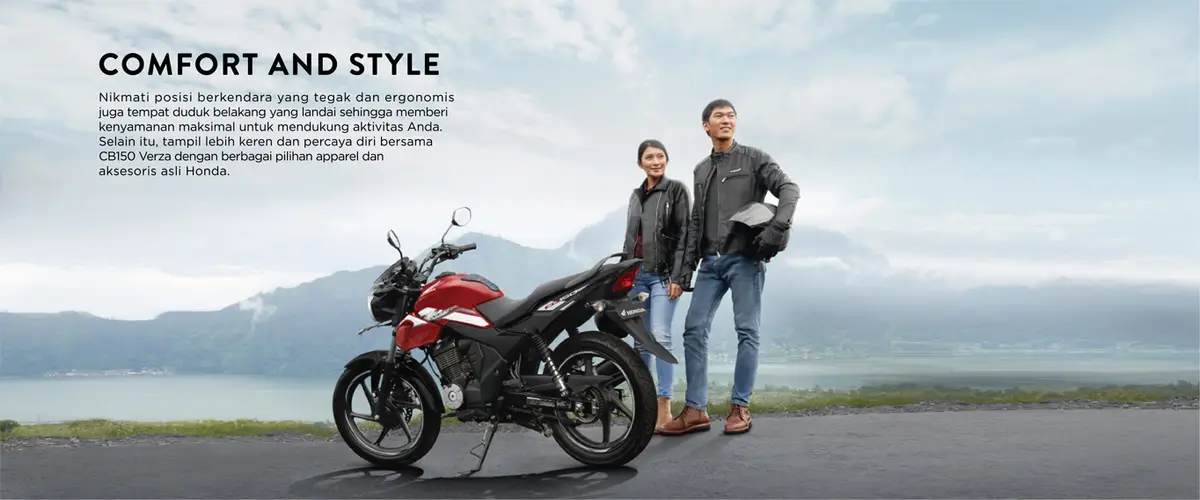 COMFORT AND STYLE
Nikmati posisi berkendara yang tegak dan ergonomis
juga tempat duduk belakang yang landai sehingga memberi
kenyamanan maksimal untuk mendukung aktivitas Anda.
Selain itu, tampil lebih keren dan percaya diri bersama
CB150 Verza dengan berbagai pilihan apparel dan
aksesoris asli Honda.
HONDA